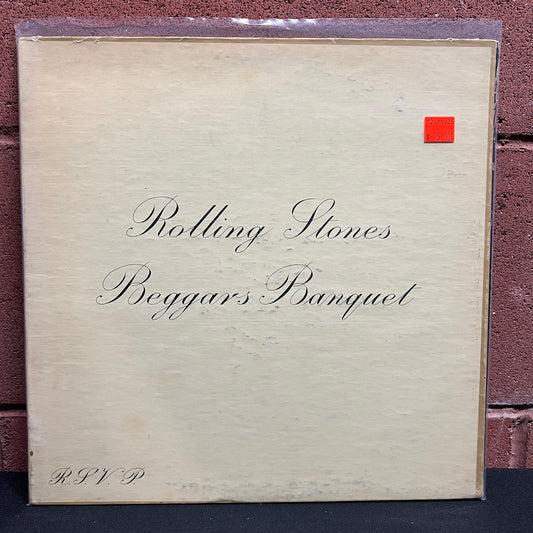 Rolling Stones
Beggars Banquet
R.S.V.P.